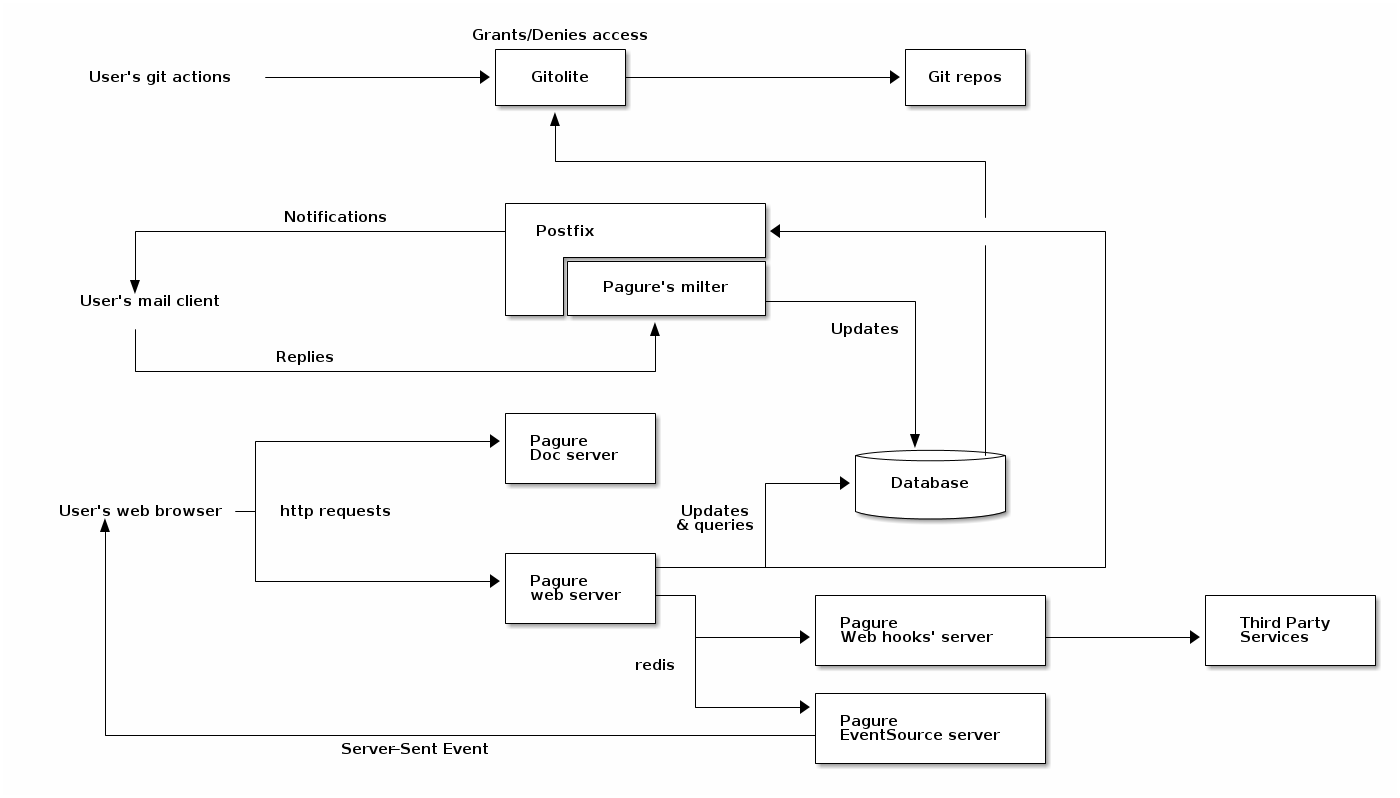 Grants/Denies access
User's git actions
Gitolite
Git repos
Notifications
Postfix
Pagure's milter
User's mail client
Updates
Replies
Pagure
Doc server
Database
User's web browser
http requests
Updates
& queries
Pagure
web server
Pagure
Web hooks' server
Third Party
Services
redis
Pagure
EventSource server
Server-Sent Event